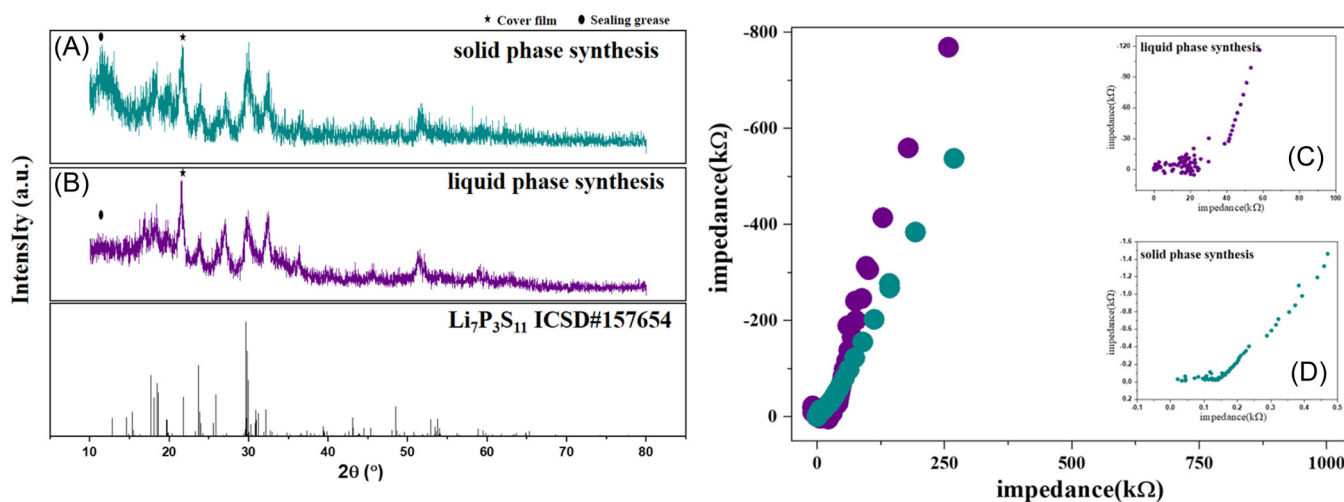 ★ Cover film ● Sealing grease
(A)
solid phase synthesis
(B)
liquid phase synthesis
Li₇P₃S₁₁ ICSD#157654
IntensIty (a.u.)
10 20 30 40 50 60 70 80
2θ (°)
-800
-600
-400
-200
0
impedance(kΩ)
0 250 500 750 1000
impedance(kΩ)
liquid phase synthesis
-120
-90
-60
-30
0
impedance(kΩ)
(C)
0 20 40 60 80 100
impedance(kΩ)
solid phase synthesis
-1.6
-1.4
-1.2
-1.0
-0.8
-0.6
-0.4
-0.2
0.0
impedance(kΩ)
(D)
-0.1 0.0 0.1 0.2 0.3 0.4 0.5
impedance(kΩ)